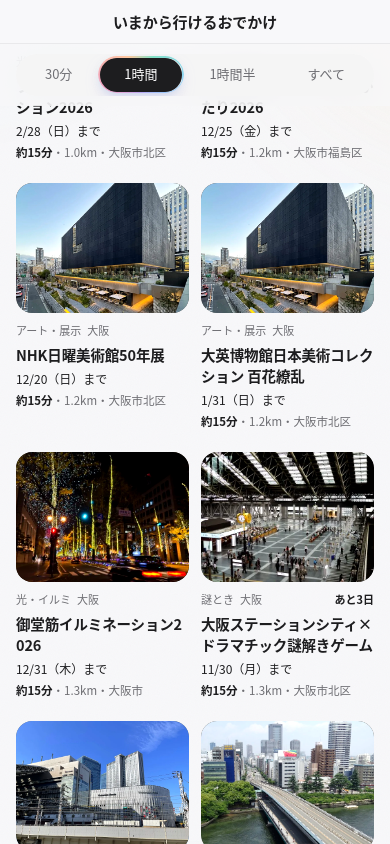 いまから行けるおでかけ
30分
1時間
1時間半
すべて
ション2026
2/28（日）まで
約15分・1.0km・大阪市北区
たり2026
12/25（金）まで
約15分・1.2km・大阪市福島区
アート・展示 大阪
NHK日曜美術館50年展
12/20（日）まで
約15分・1.2km・大阪市北区
アート・展示 大阪
大英博物館日本美術コレク
ション 百花繚乱
1/31（日）まで
約15分・1.2km・大阪市北区
光・イルミ 大阪
御堂筋イルミネーション2
026
12/31（木）まで
約15分・1.3km・大阪市
謎とき 大阪
あと3日
大阪ステーションシティ×
ドラマチック謎解きゲーム
11/30（月）まで
約15分・1.3km・大阪市北区